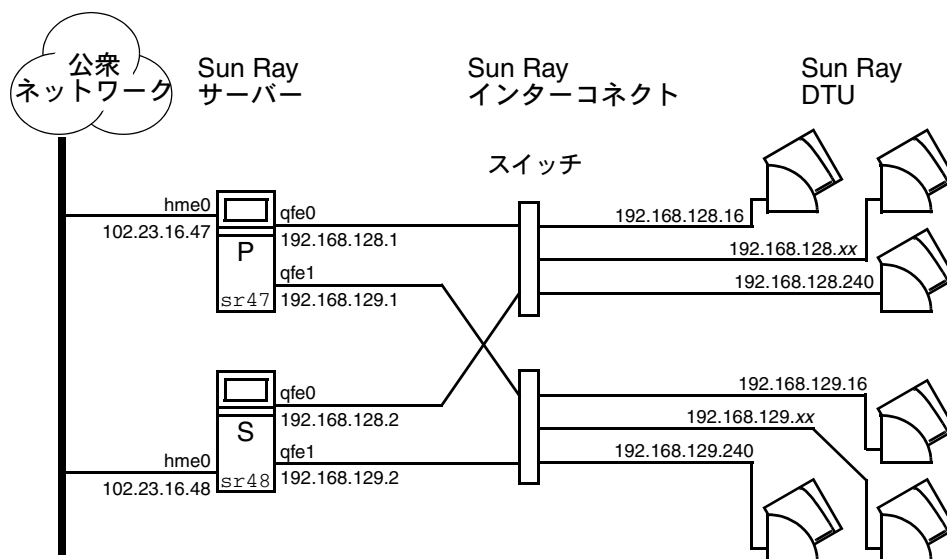 公衆
ネットワーク
Sun Ray
サーバー
Sun Ray
インターコネクト
Sun Ray
DTU
スイッチ
hme0
102.23.16.47
P
sr47
qfe0
192.168.128.1
qfe1
192.168.129.1
192.168.128.16
192.168.128.xx
192.168.128.240
hme0
102.23.16.48
S
sr48
qfe0
192.168.128.2
qfe1
192.168.129.2
192.168.129.16
192.168.129.xx
192.168.129.240